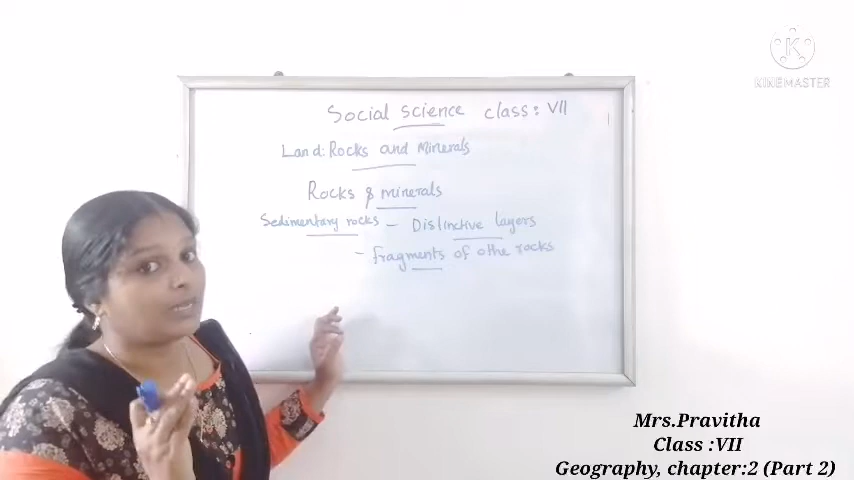 KINEMASTER
Social science class: VII
Land: Rocks and Minerals
Rocks & minerals
Sedimentary rocks – Distinctive layers
– fragments of othe rocks
Mrs.Pravitha
Class :VII
Geography, chapter:2 (Part 2)